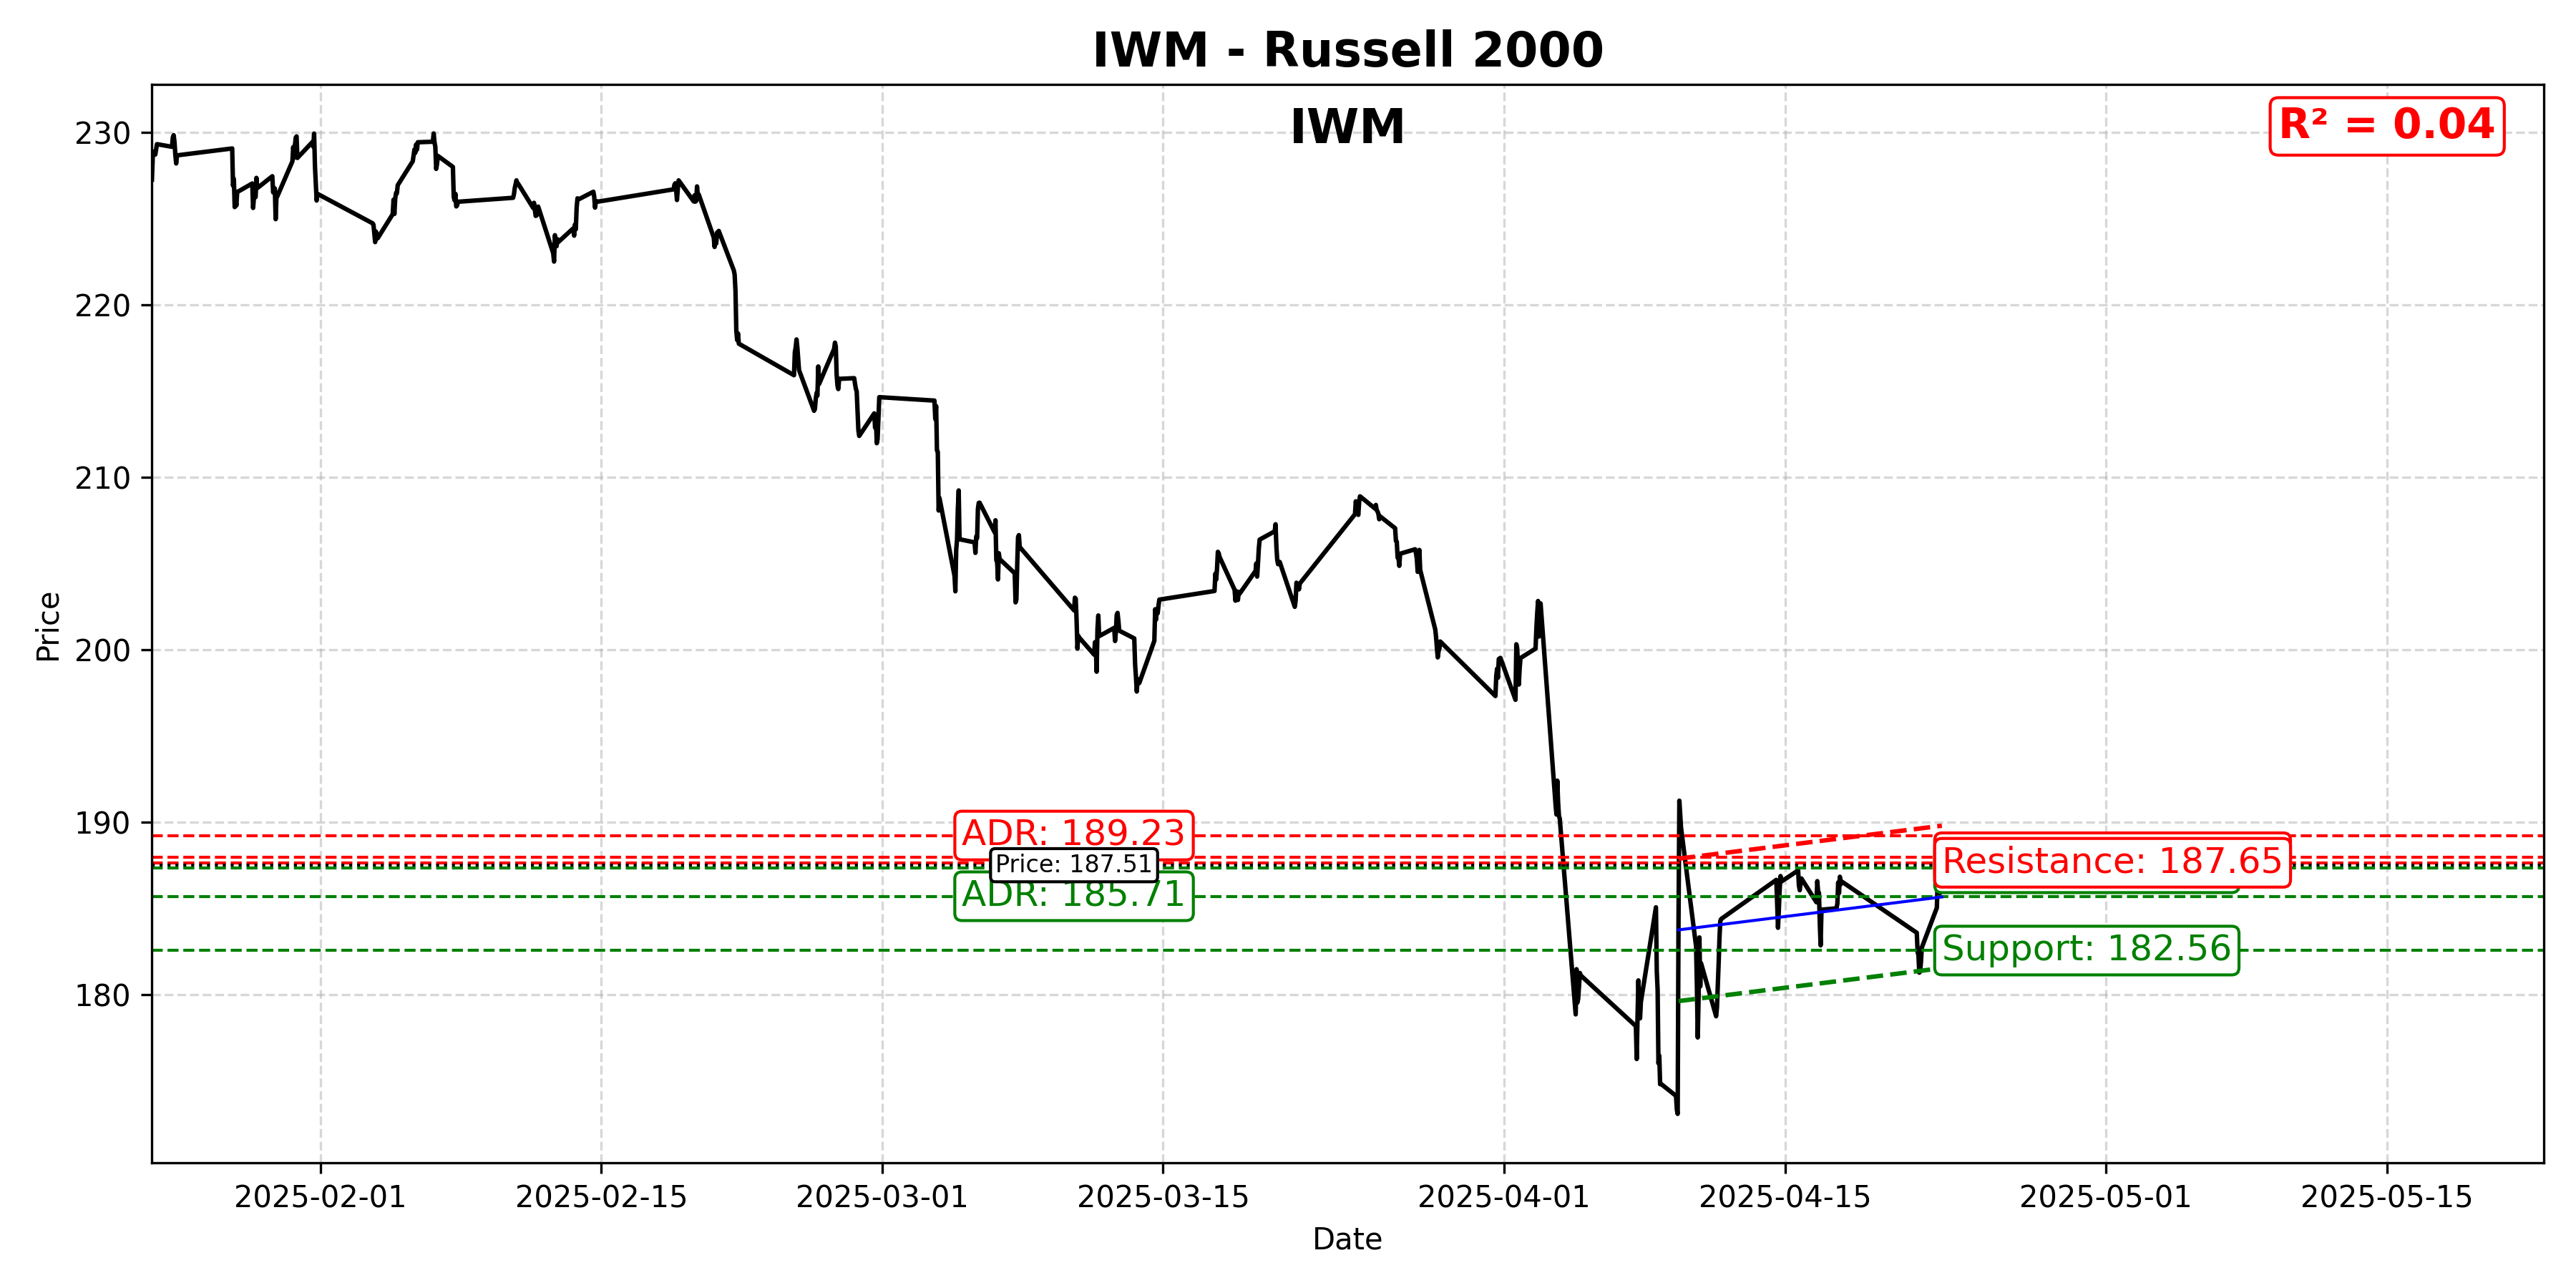 IWM - Russell 2000
IWM
R² = 0.04
230
220
210
200
190
180
Price
ADR: 189.23
Price: 187.51
ADR: 185.71
Resistance: 187.65
Support: 182.56
2025-02-01
2025-02-15
2025-03-01
2025-03-15
2025-04-01
2025-04-15
2025-05-01
2025-05-15
Date